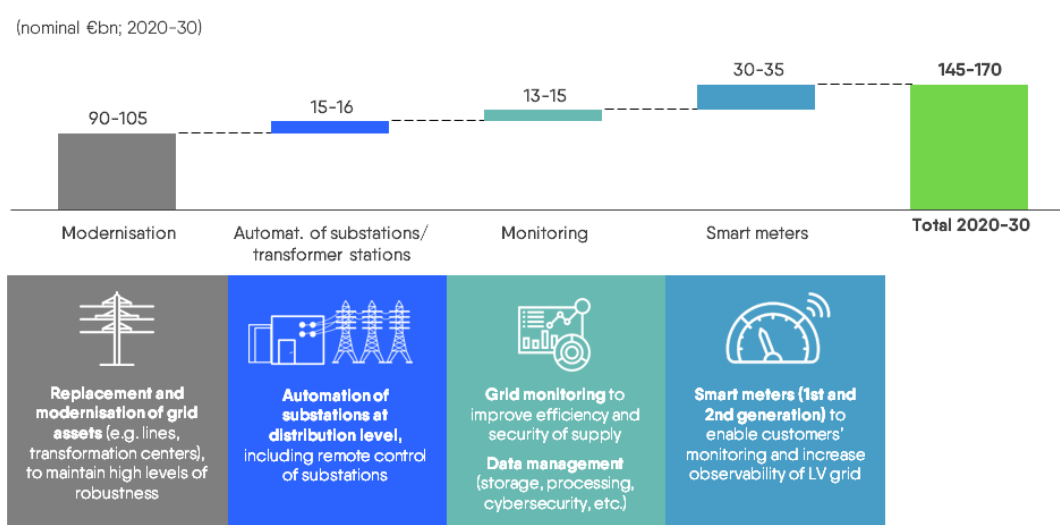 (nominal €bn; 2020-30)
90-105
15-16
13-15
30-35
145-170
Modernisation
Automat. of substations/
transformer stations
Monitoring
Smart meters
Total 2020-30
Replacement and
modernisation of grid
assets (e.g. lines,
transformation centers),
to maintain high levels of
robustness
Automation of
substations at
distribution level,
including remote control
of substations
Grid monitoring to
improve efficiency and
security of supply
Data management
(storage, processing,
cybersecurity, etc.)
Smart meters (1st and
2nd generation) to
enable customers'
monitoring and increase
observability of LV grid